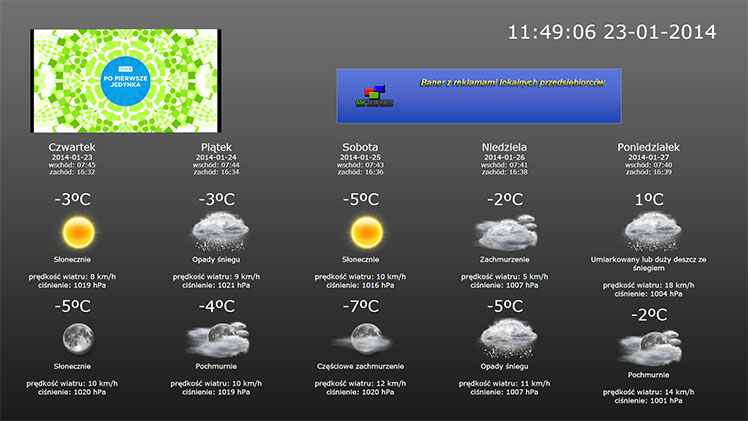 11:49:06 23-01-2014
PO PIERWSZE
JEDYNKA
Baner z reklamami lokalnych przedsiębiorców
Czwartek
2014-01-23
wschód: 07:45
zachód: 16:32
-3ºC
Słonecznie
prędkość wiatru: 8 km/h
ciśnienie: 1019 hPa
-5ºC
Słonecznie
prędkość wiatru: 10 km/h
ciśnienie: 1020 hPa
Piątek
2014-01-24
wschód: 07:44
zachód: 16:34
-3ºC
Opady śniegu
prędkość wiatru: 9 km/h
ciśnienie: 1021 hPa
-4ºC
Pochmurnie
prędkość wiatru: 10 km/h
ciśnienie: 1019 hPa
Sobota
2014-01-25
wschód: 07:43
zachód: 16:36
-5ºC
Słonecznie
prędkość wiatru: 10 km/h
ciśnienie: 1016 hPa
-7ºC
Częściowe zachmurzenie
prędkość wiatru: 12 km/h
ciśnienie: 1020 hPa
Niedziela
2014-01-26
wschód: 07:41
zachód: 16:38
-2ºC
Zachmurzenie
prędkość wiatru: 5 km/h
ciśnienie: 1007 hPa
-5ºC
Opady śniegu
prędkość wiatru: 11 km/h
ciśnienie: 1007 hPa
Poniedziałek
2014-01-27
wschód: 07:40
zachód: 16:39
1ºC
Umiarkowany lub duży deszcz ze
śniegiem
prędkość wiatru: 18 km/h
ciśnienie: 1004 hPa
-2ºC
Pochmurnie
prędkość wiatru: 14 km/h
ciśnienie: 1001 hPa